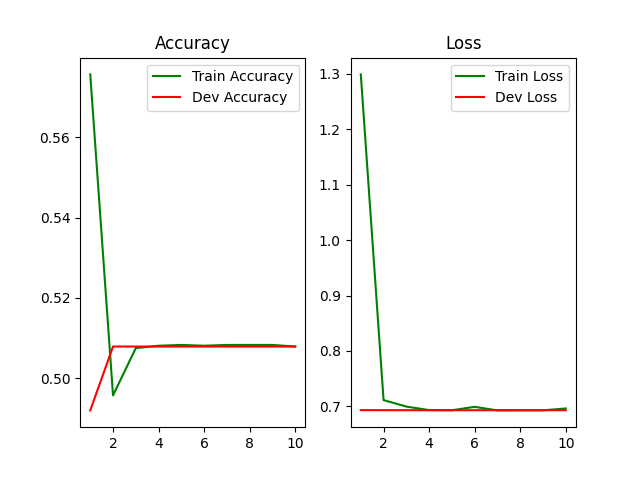 Accuracy
Train Accuracy
Dev Accuracy
0.56
0.54
0.52
0.50
2 4 6 8 10
Loss
Train Loss
Dev Loss
1.3
1.2
1.1
1.0
0.9
0.8
0.7
2 4 6 8 10